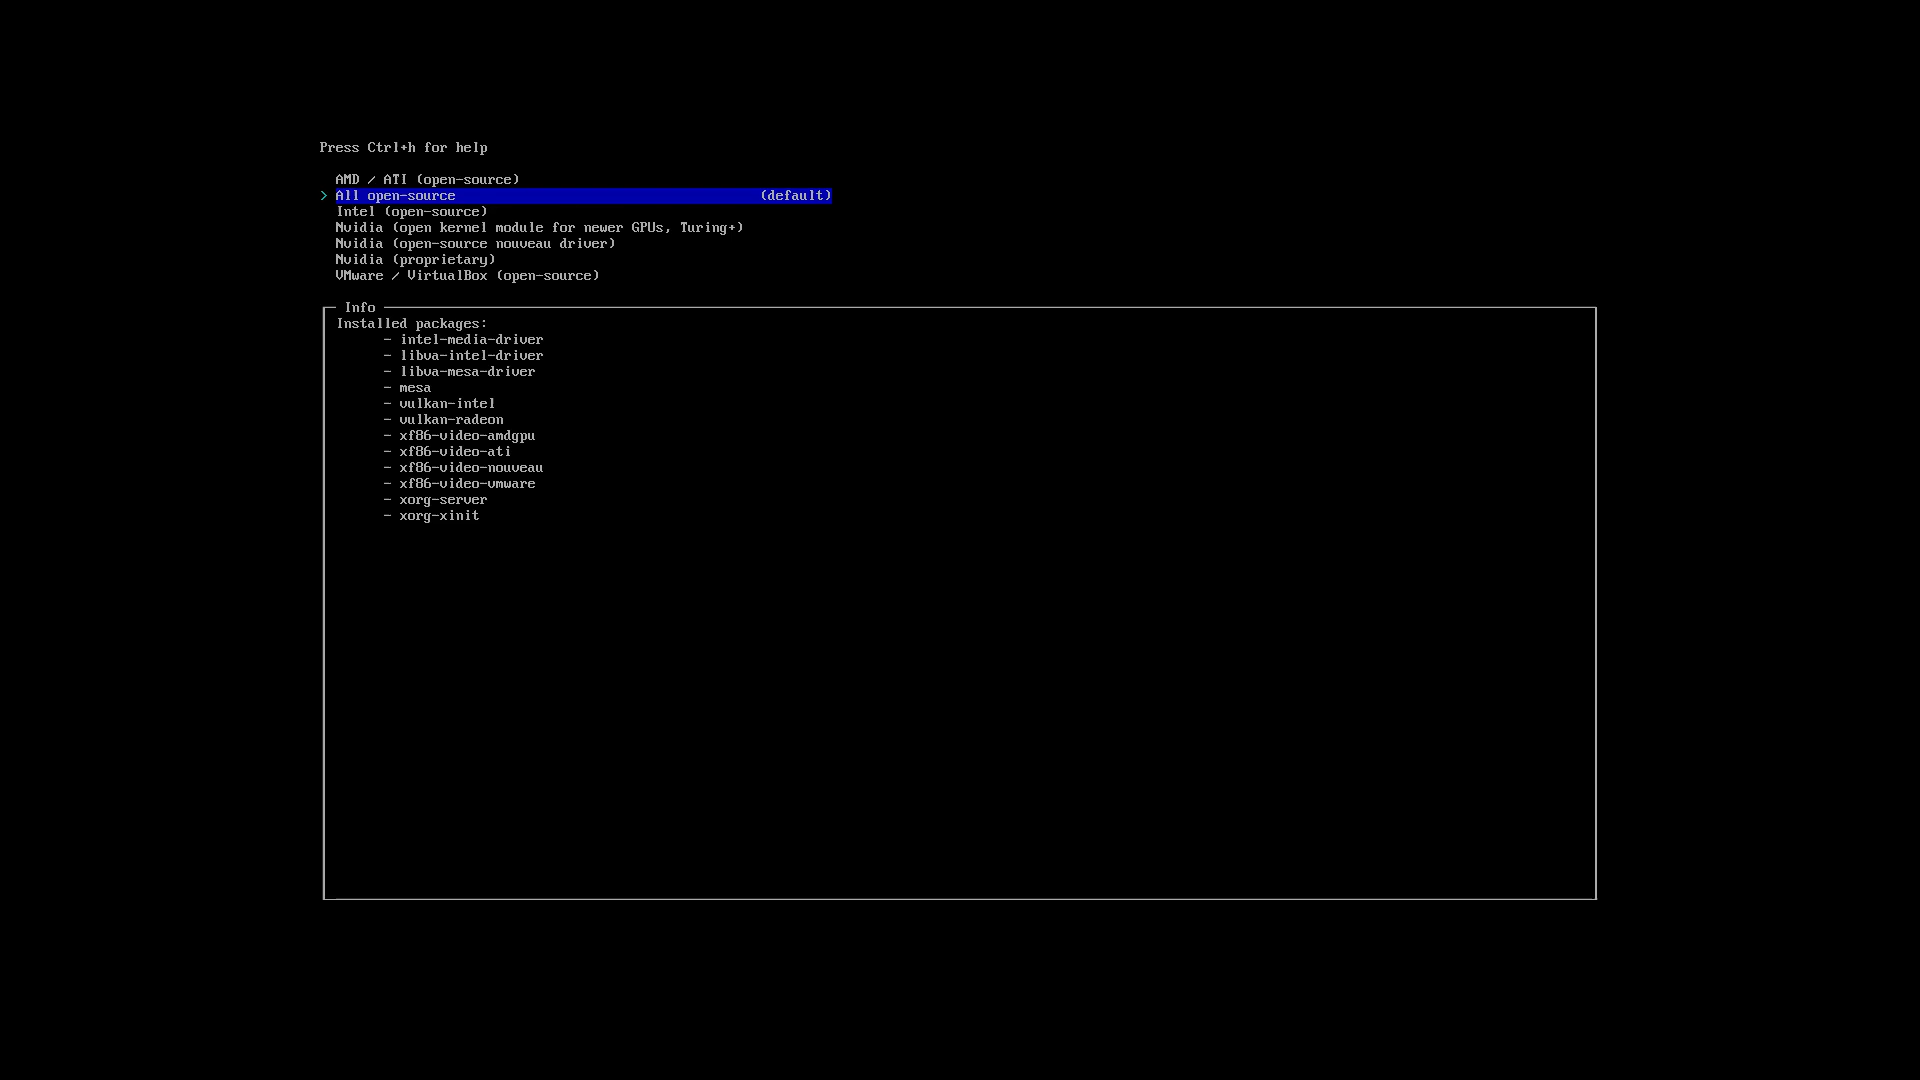 Press Ctrl+h for help
AMD / ATI (open-source)
> All open-source (default)
Intel (open-source)
Nvidia (open kernel module for newer GPUs, Turing+)
Nvidia (open-source nouveau driver)
Nvidia (proprietary)
VMware / VirtualBox (open-source)
Info
Installed packages:
- intel-media-driver
- libva-intel-driver
- libva-mesa-driver
- mesa
- vulkan-intel
- vulkan-radeon
- xf86-video-amdgpu
- xf86-video-ati
- xf86-video-nouveau
- xf86-video-vmware
- xorg-server
- xorg-xinit